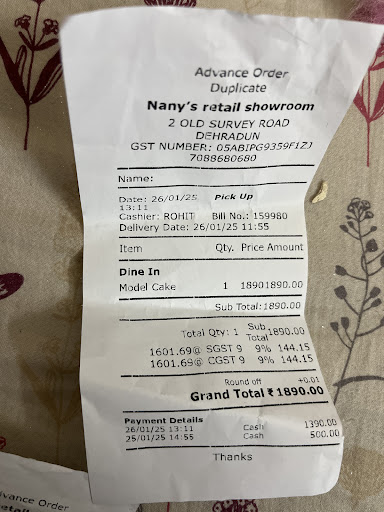 Advance Order
Duplicate
Nany's retail showroom
2 OLD SURVEY ROAD
DEHRADUN
GST NUMBER: 05ABIPG9359F1ZJ
7088680680
Name:
Date: 26/01/25 Pick Up
13:11
Cashier: ROHIT Bill No.: 159980
Delivery Date: 26/01/25 11:55
Item Qty. Price Amount
Dine In
Model Cake 1 18901890.00
Sub Total:1890.00
Total Qty: 1 Sub 1890.00
Total
1601.69@ SGST 9 9% 144.15
1601.69@ CGST 9 9% 144.15
Round off +0.01
Grand Total ₹ 1890.00
Payment Details
26/01/25 13:11 Cash 1390.00
25/01/25 14:55 Cash 500.00
Thanks
Advance Order